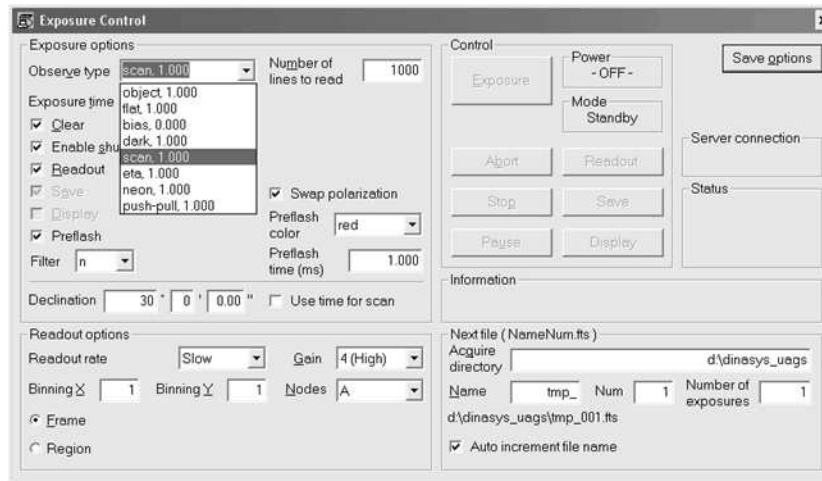 Exposure Control
Exposure options
Observe type scan, 1.000
Number of lines to read 1000
object, 1.000
flat, 1.000
bias, 0.000
dark, 1.000
scan, 1.000
eta, 1.000
neon, 1.000
push-pull, 1.000
Exposure time
Clear
Enable shu
Readout
Save
Display
Preflash
Filter n
Swap polarization
Preflash color red
Preflash time (ms) 1.000
Declination 30 ° 0 ' 0.00 "
Use time for scan
Readout options
Readout rate Slow
Gain 4 (High)
Binning X 1 Binning Y 1
Nodes A
Frame
Region
Control
Exposure
Power
- OFF -
Mode
Standby
Abort
Readout
Stop
Save
Pause
Display
Save options
Server connection
Status
Information
Next file ( NameNum.fts )
Acquire directory d:\dinasys_uags
Name tmp_ Num 1
Number of exposures 1
d:\dinasys_uags\tmp_001.fts
Auto increment file name